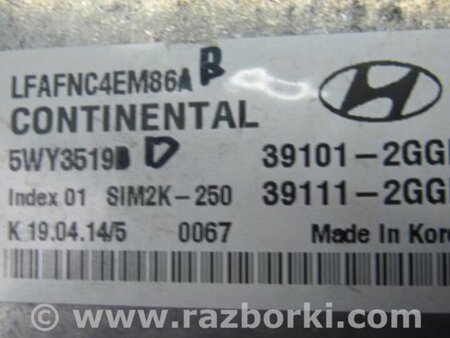 LFAFNC4EM86A B
CONTINENTAL
5WY3519 D
39101-2GG
39111-2GG
Index 01 SIM2K-250
K 19.04.14/5 0067 Made In Kor
www.razborki.com